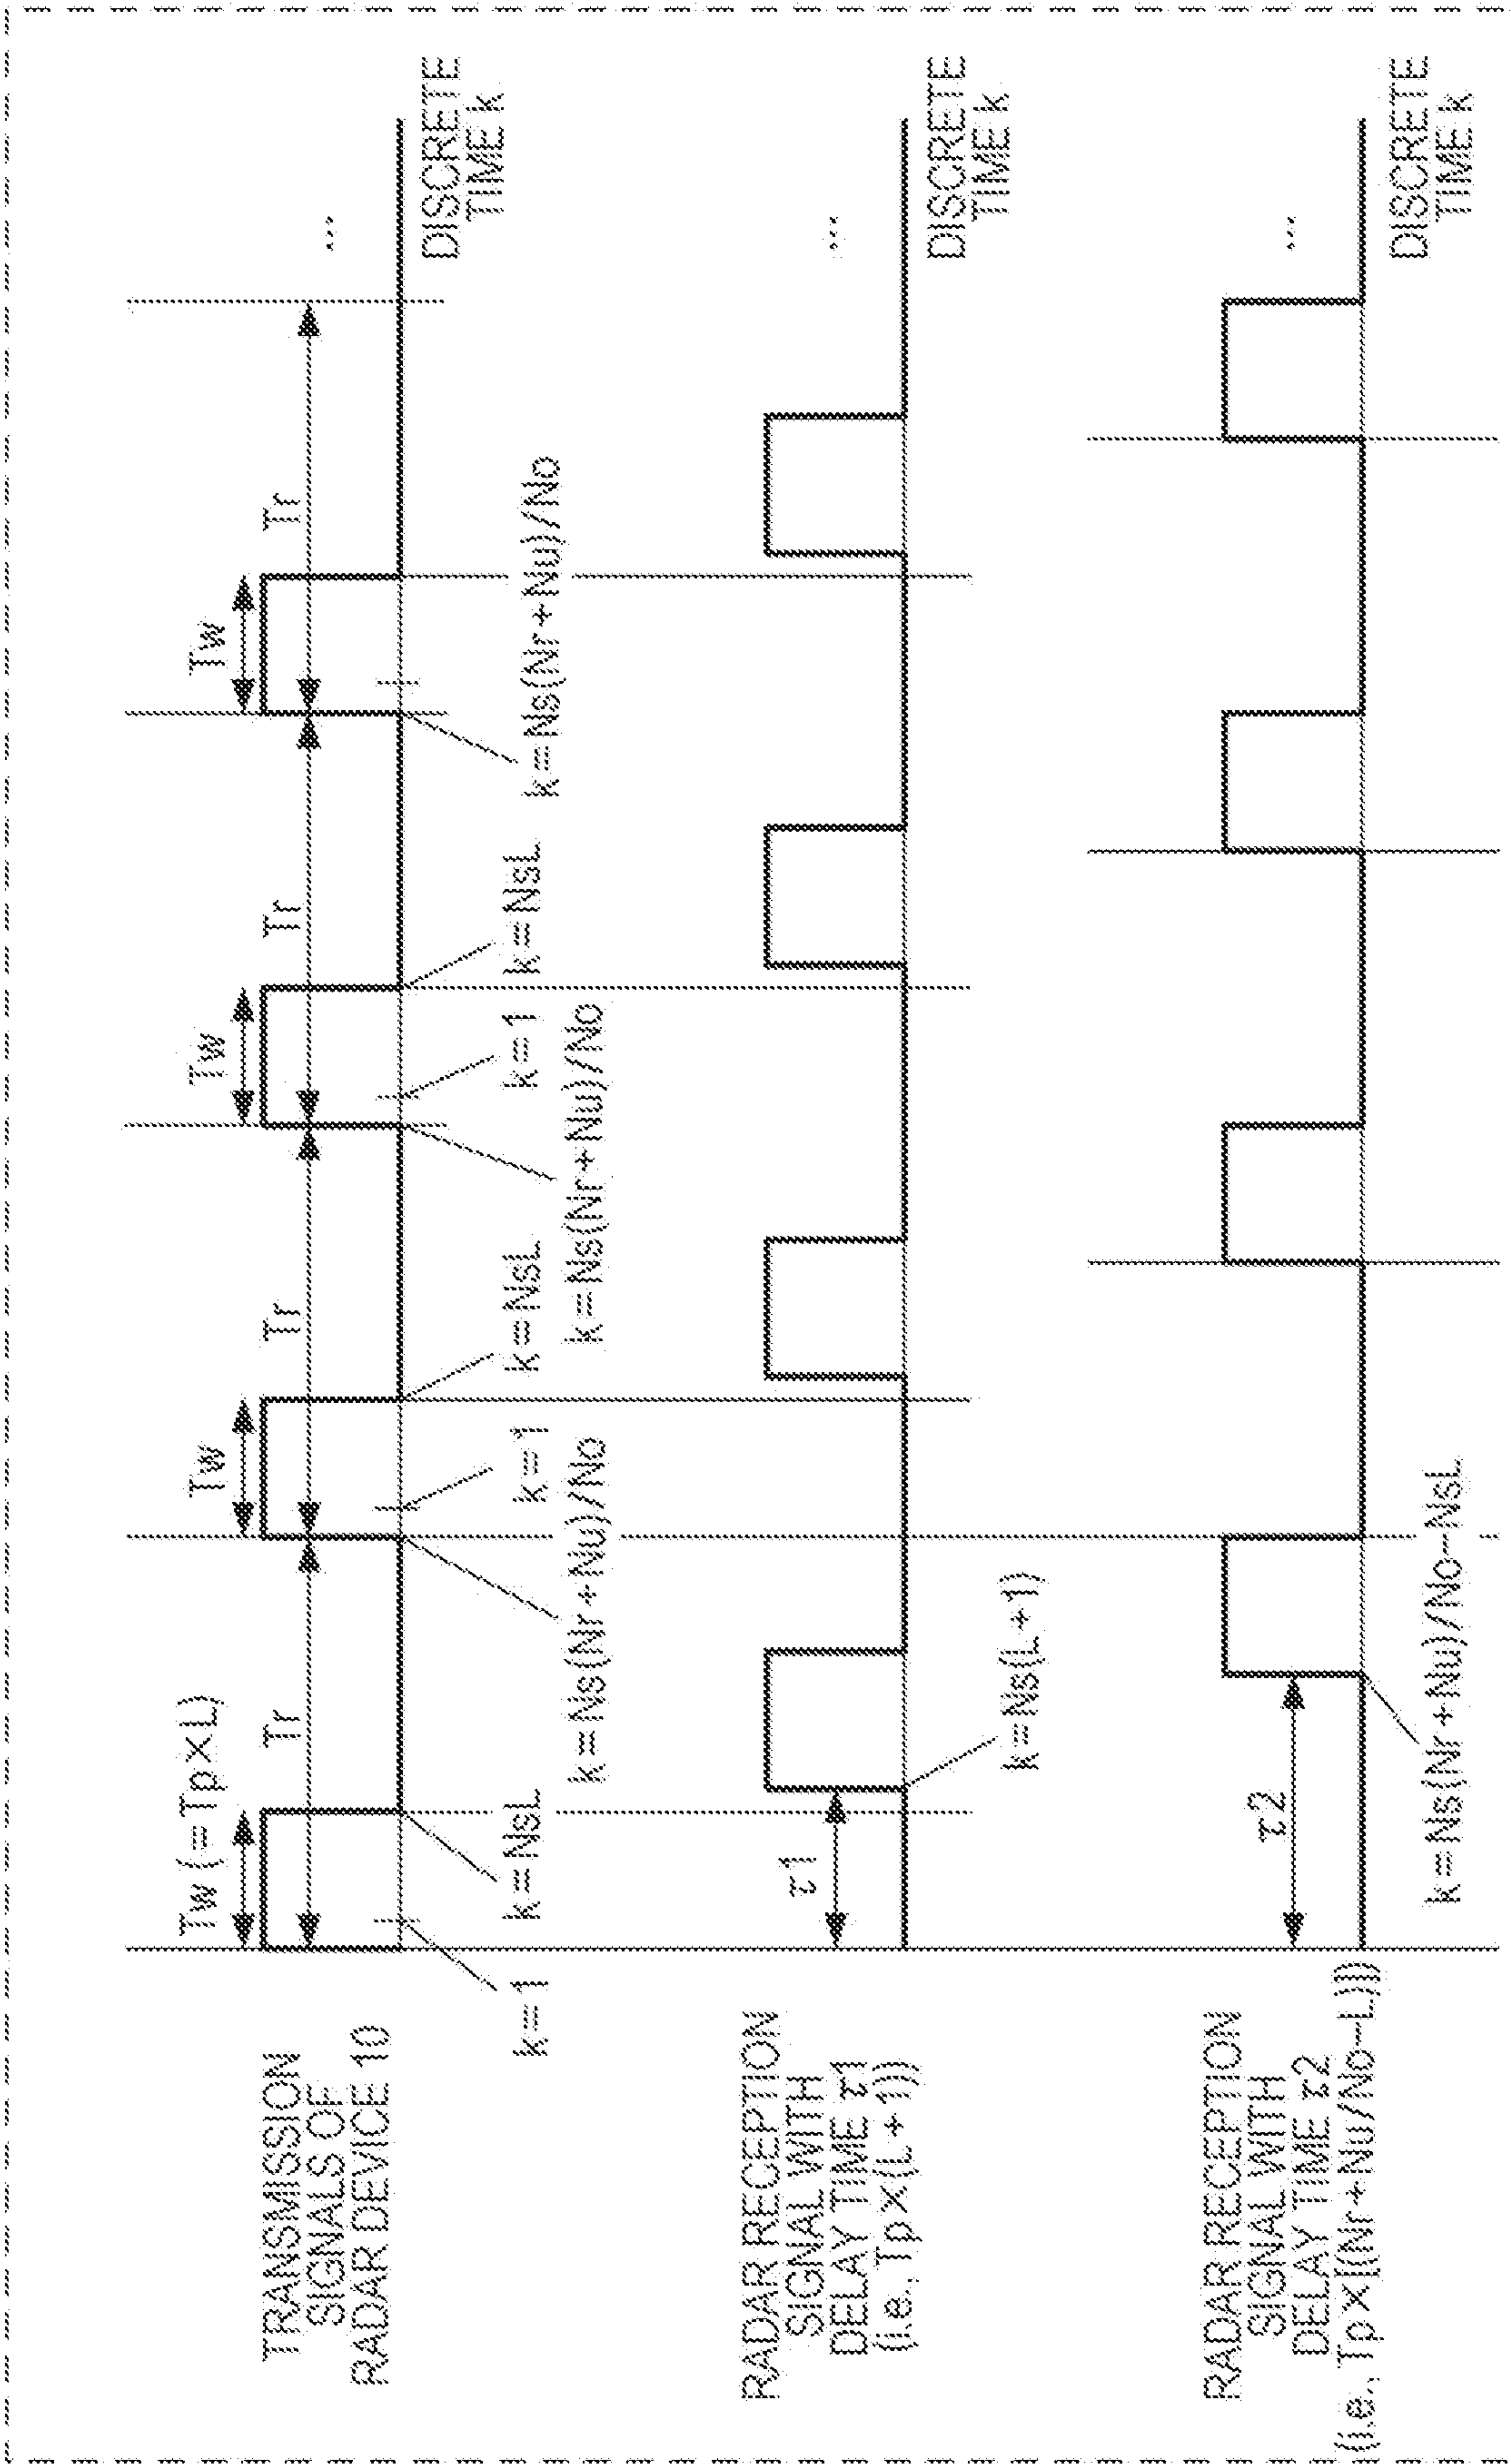 TRANSMISSION
SIGNALS OF
RADAR DEVICE 10
Tw (=Tp×L)
Tw
Tw
Tw
Tr
Tr
Tr
Tr
...
k=1
k=NsL
k=Ns(Nr+Nu)/No
k=1
k=NsL
k=Ns(Nr+Nu)/No
k=1
k=NsL
k=Ns(Nr+Nu)/No
DISCRETE
TIME k
RADAR RECEPTION
SIGNAL WITH
DELAY TIME τ1
(i.e., Tp×(L+1))
τ1
k=Ns(L+1)
...
DISCRETE
TIME k
RADAR RECEPTION
SIGNAL WITH
DELAY TIME τ2
(i.e., Tp×[(Nr+Nu/No-L)])
τ2
k=Ns(Nr+Nu)/No-NsL
...
DISCRETE
TIME k